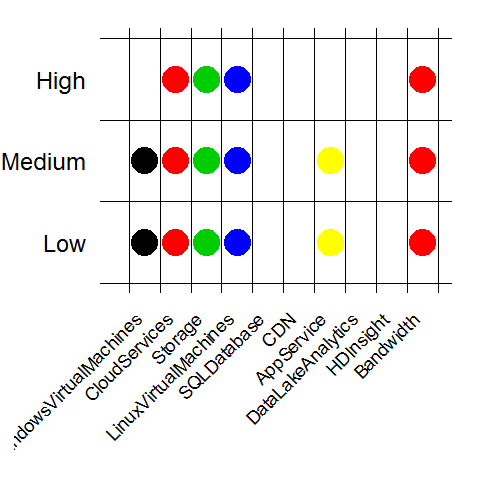 High
Medium
Low
ndowsVirtualMachines
CloudServices
Storage
LinuxVirtualMachines
SQLDatabase
CDN
AppService
DataLakeAnalytics
HDInsight
Bandwidth